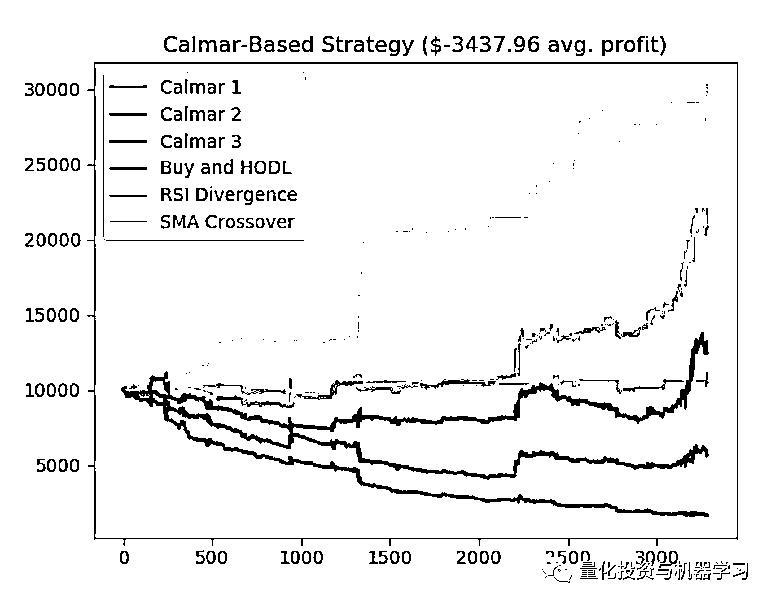 Calmar-Based Strategy ($-3437.96 avg. profit)
30000
25000
20000
15000
10000
5000
Calmar 1
Calmar 2
Calmar 3
Buy and HODL
RSI Divergence
SMA Crossover
0 500 1000 1500 2000 2500 3000
量化投资与机器学习